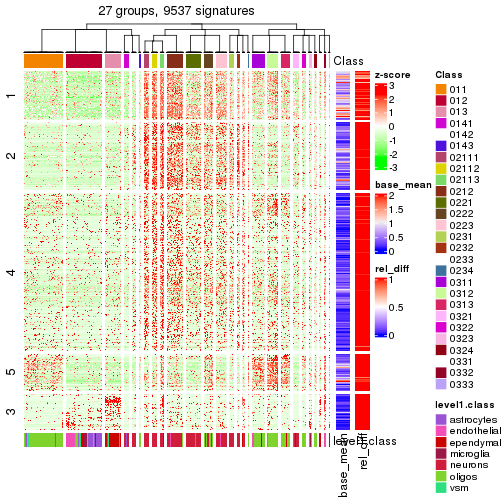 27 groups, 9537 signatures
Class
1
2
4
5
3
level1.class
base_mean
rel_diff
z-score
3
2
1
0
-1
-2
-3
base_mean
2
1.5
1
0.5
0
rel_diff
1
0.5
0
Class
011
012
013
0141
0142
0143
02111
02112
02113
0212
0221
0222
0223
0231
0232
0233
0234
0311
0312
0313
0321
0322
0323
0324
0331
0332
0333
level1.class
astrocytes
endothelial
ependymal
microglia
neurons
oligos
vsm